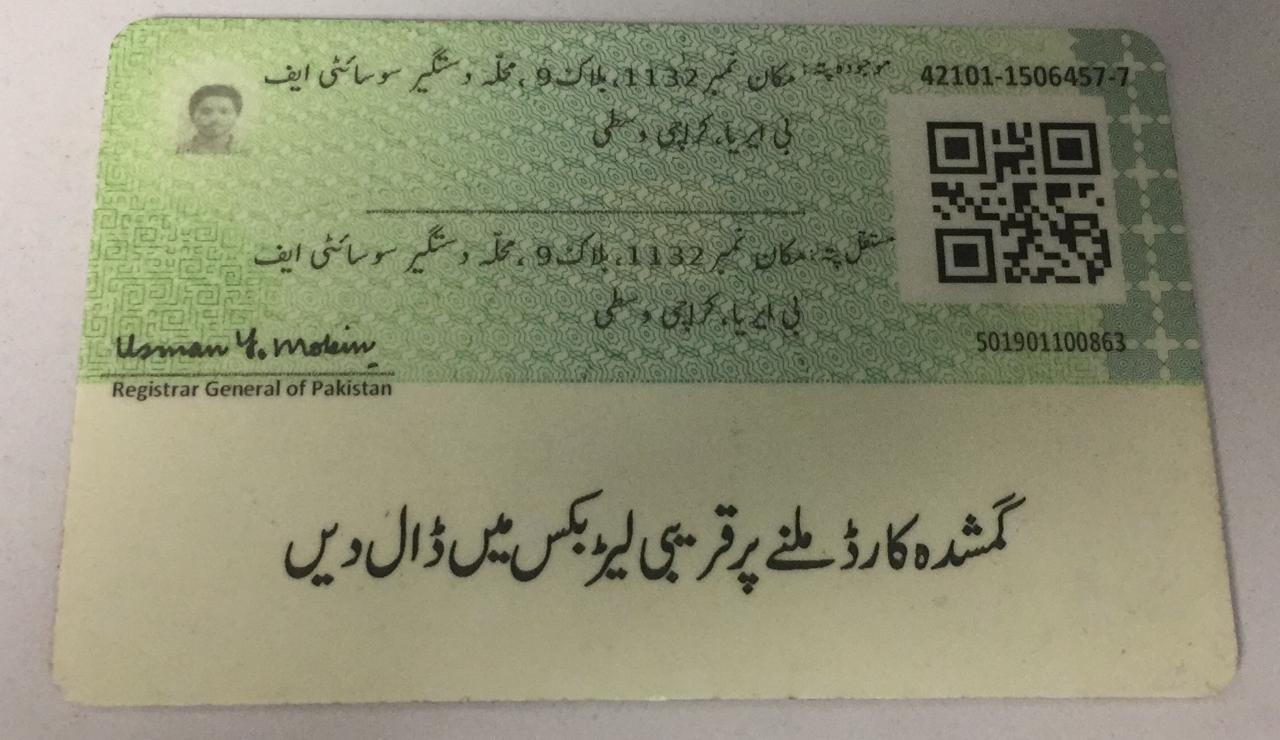 موجودہ پتہ: مکان نمبر 1132، بلاک 9، محلّہ دستگیر سوسائٹی ایف
بی ایریا، کراچی وسطی
42101-1506457-7
مستقل پتہ: مکان نمبر 1132، بلاک 9، محلّہ دستگیر سوسائٹی ایف
بی ایریا، کراچی وسطی
501901100863
Usman Y. Mobin
Registrar General of Pakistan
گمشدہ کارڈ ملنے پر قریبی لیٹر بکس میں ڈال دیں